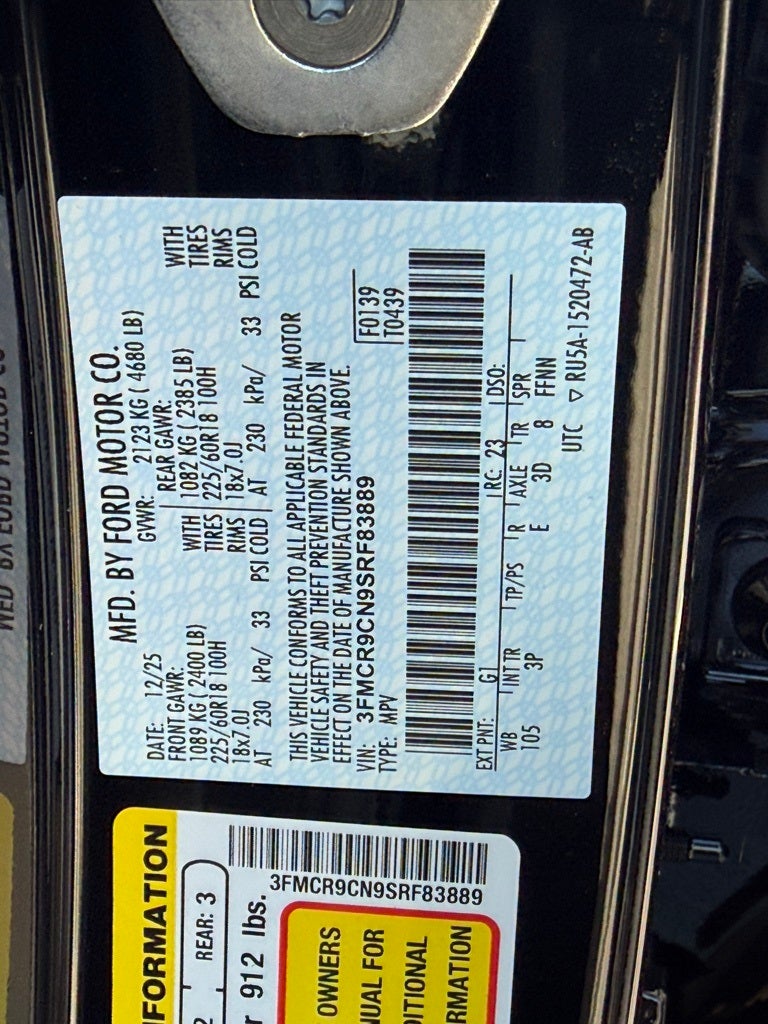 MFD. BY FORD MOTOR CO.
DATE: 12/25 GVWR: 2123 KG ( 4680 LB)
FRONT GAWR: REAR GAWR:
1089 KG ( 2400 LB) WITH 1082 KG ( 2385 LB) WITH
225/60R18 100H TIRES 225/60R18 100H TIRES
18x7.0J RIMS 18x7.0J RIMS
AT 230 kPa/ 33 PSI COLD AT 230 kPa/ 33 PSI COLD
THIS VEHICLE CONFORMS TO ALL APPLICABLE FEDERAL MOTOR
VEHICLE SAFETY AND THEFT PREVENTION STANDARDS IN
EFFECT ON THE DATE OF MANUFACTURE SHOWN ABOVE.
VIN: 3FMCR9CN9SRF83889 F0139
TYPE: MPV T0439
EXT PNT: G1 RC: 23 DSO:
WB INT TR TP/PS R AXLE TR SPR
105 3P E 3D 8 FFNN
UTC ▽ RU5A-1520472-AB
FORMATION
REAR: 3
912 lbs.
3FMCR9CN9SRF83889
OWNERS
FOR